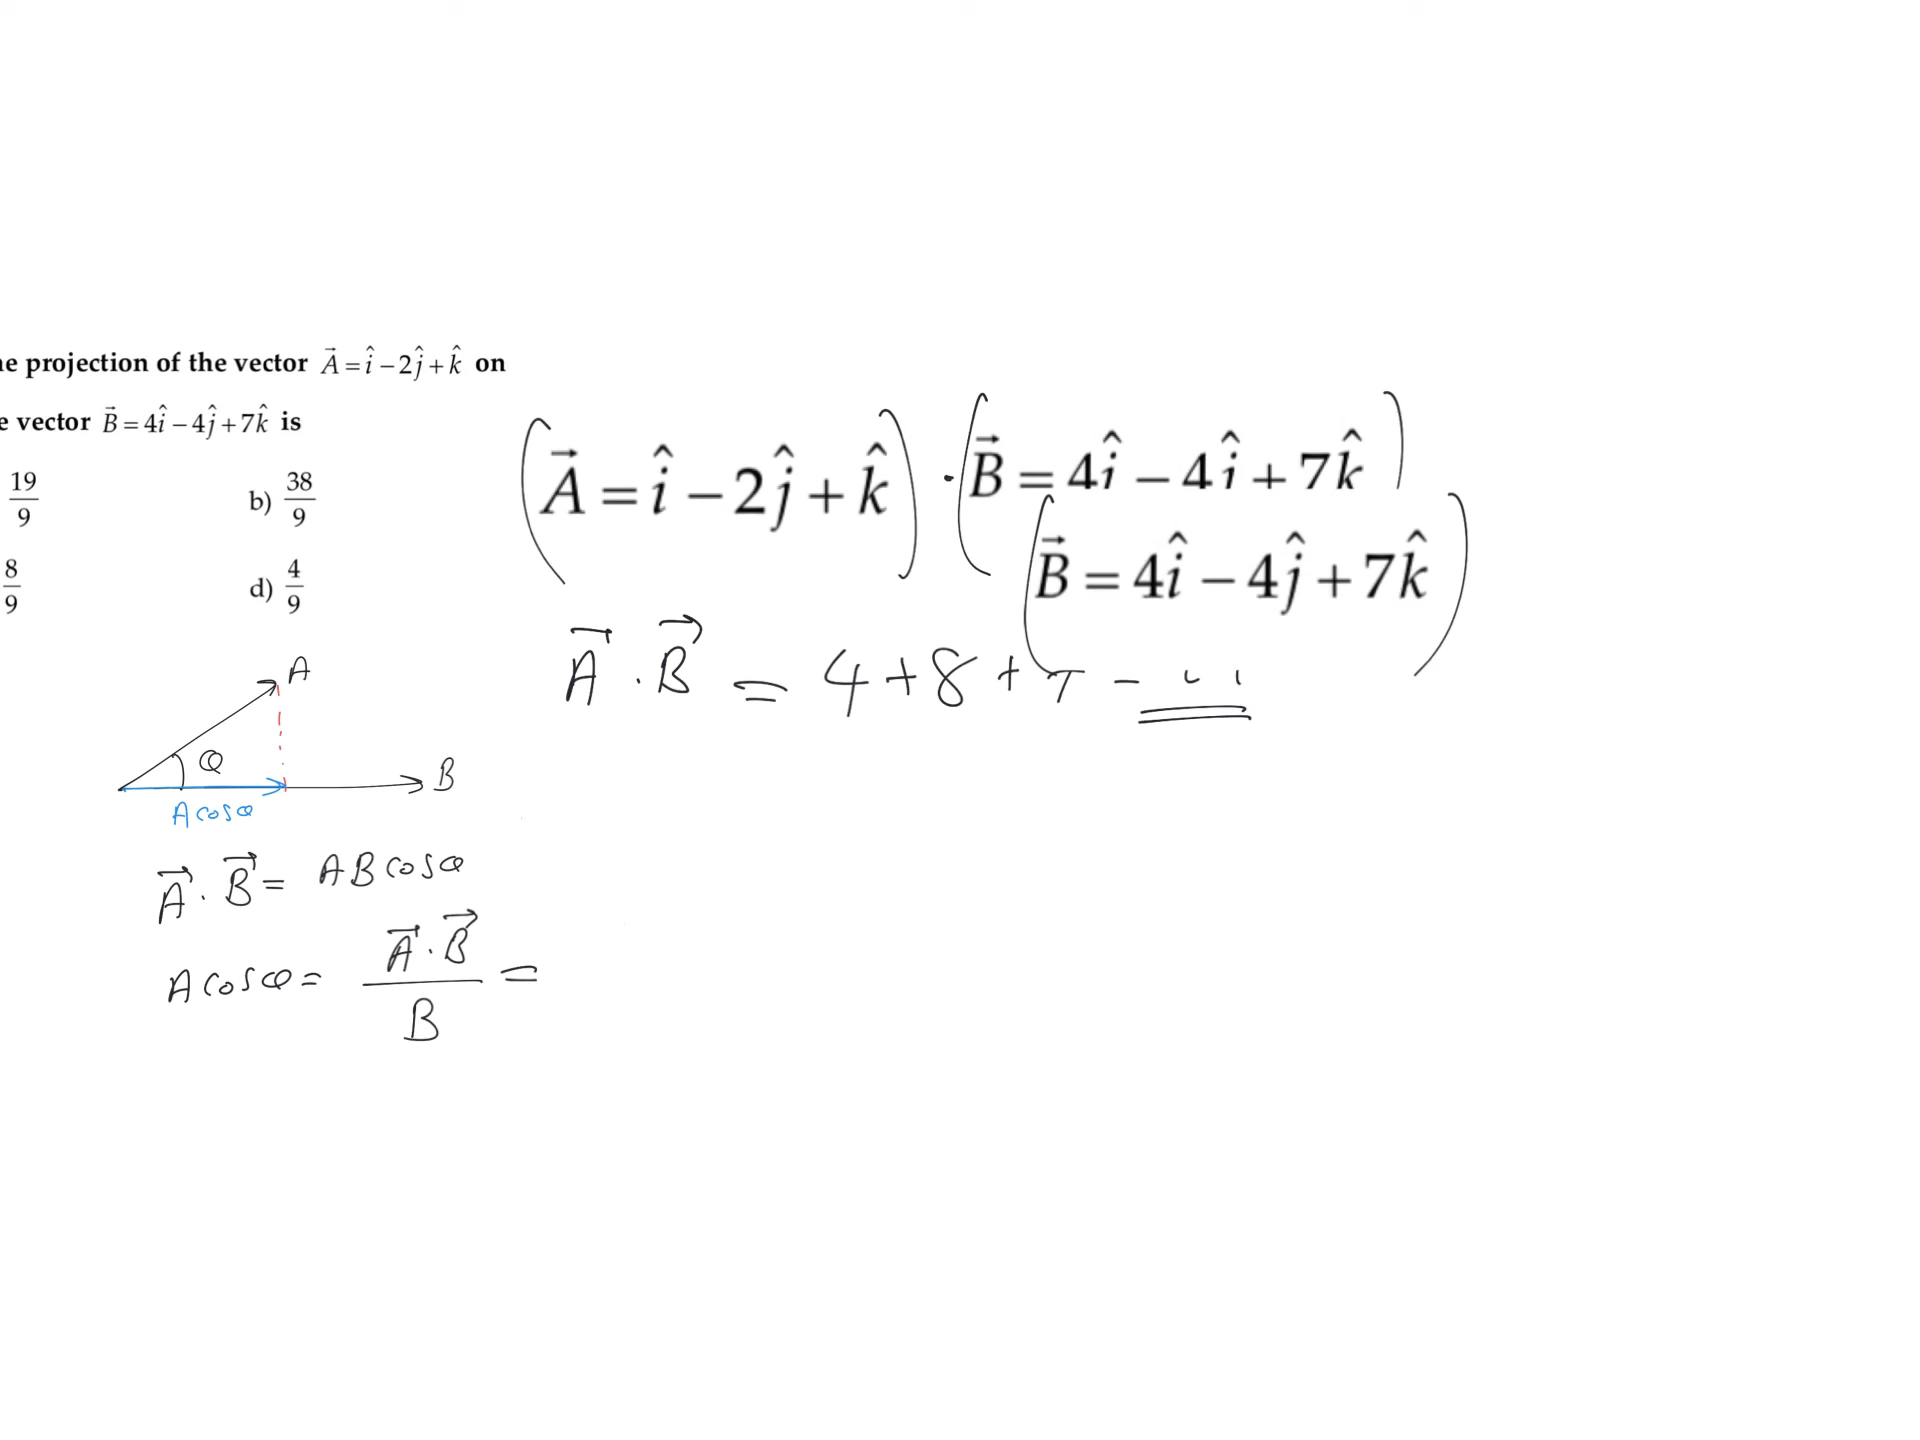 projection of the vector A⃗ = î − 2ĵ + k̂ on
vector B⃗ = 4î − 4ĵ + 7k̂ is
19/9 b) 38/9
8/9 d) 4/9
(A⃗ = î − 2ĵ + k̂) · (B⃗ = 4î − 4î + 7k̂)
(B⃗ = 4î − 4ĵ + 7k̂)
A⃗ . B⃗ = 4 + 8 +
A
θ
B
A cosθ
A⃗ . B⃗ = AB cosθ
A cosθ = A⃗ . B⃗ / B =